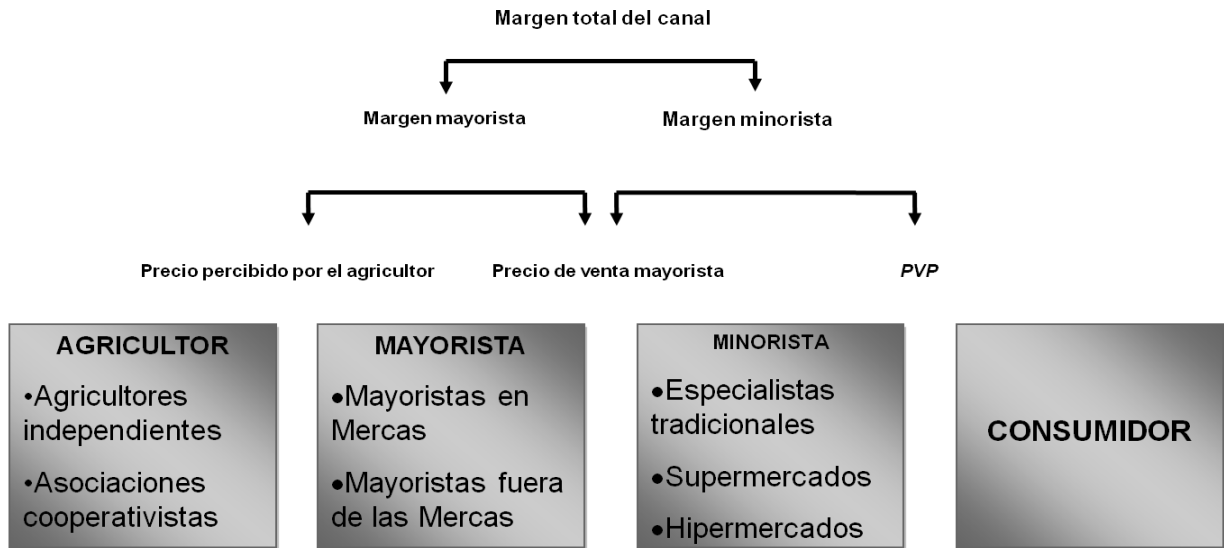 Margen total del canal
Margen mayorista
Margen minorista
Precio percibido por el agricultor
Precio de venta mayorista
PVP
AGRICULTOR
•Agricultores
independientes
•Asociaciones
cooperativistas
MAYORISTA
•Mayoristas en
Mercas
•Mayoristas fuera
de las Mercas
MINORISTA
•Especialistas
tradicionales
•Supermercados
•Hipermercados
CONSUMIDOR